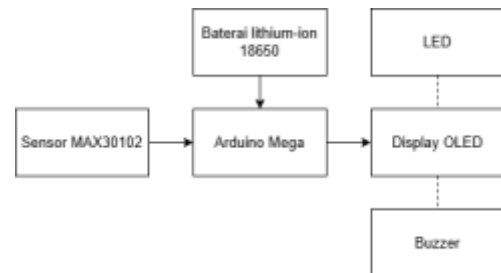 Baterai lithium-ion
18650
LED
Sensor MAX30102
Arduino Mega
Display OLED
Buzzer